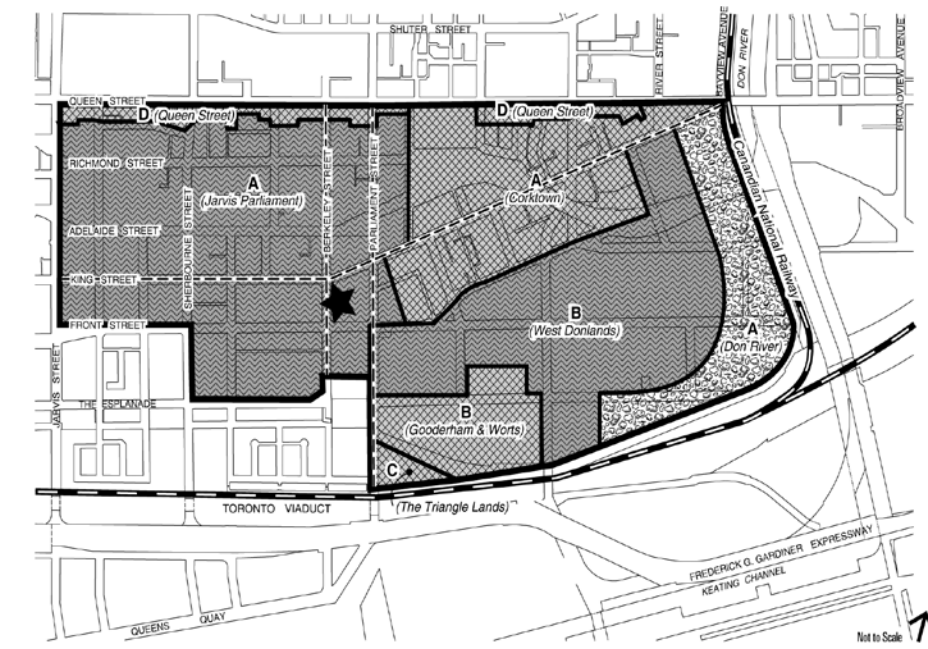 SHUTER STREET
RIVER STREET
BAYVIEW AVENUE
DON RIVER
BROADVIEW AVENUE
QUEEN STREET
D (Queen Street)
D (Queen Street)
RICHMOND STREET
A
(Jarvis Parliament)
A
(Corktown)
ADELAIDE STREET
SHERBOURNE STREET
BERKELEY STREET
PARLIAMENT STREET
Canandian National Railway
KING STREET
FRONT STREET
B
(West Donlands)
A
(Don River)
JARVIS STREET
THE ESPLANADE
B
(Gooderham & Worts)
C
TORONTO VIADUCT
(The Triangle Lands)
FREDERICK G. GARDINER EXPRESSWAY
KEATING CHANNEL
QUEENS QUAY
Not to Scale